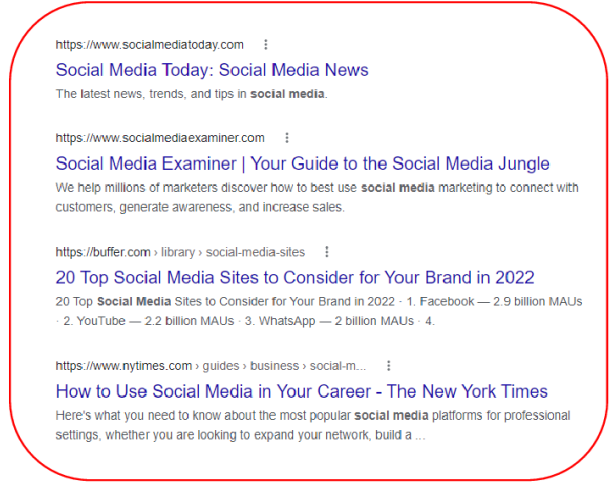 https://www.socialmediatoday.com
Social Media Today: Social Media News
The latest news, trends, and tips in social media.
https://www.socialmediaexaminer.com
Social Media Examiner | Your Guide to the Social Media Jungle
We help millions of marketers discover how to best use social media marketing to connect with
customers, generate awareness, and increase sales.
https://buffer.com › library › social-media-sites
20 Top Social Media Sites to Consider for Your Brand in 2022
20 Top Social Media Sites to Consider for Your Brand in 2022 · 1. Facebook — 2.9 billion MAUs
· 2. YouTube — 2.2 billion MAUs · 3. WhatsApp — 2 billion MAUs · 4.
https://www.nytimes.com › guides › business › social-m...
How to Use Social Media in Your Career - The New York Times
Here's what you need to know about the most popular social media platforms for professional
settings, whether you are looking to expand your network, build a ...